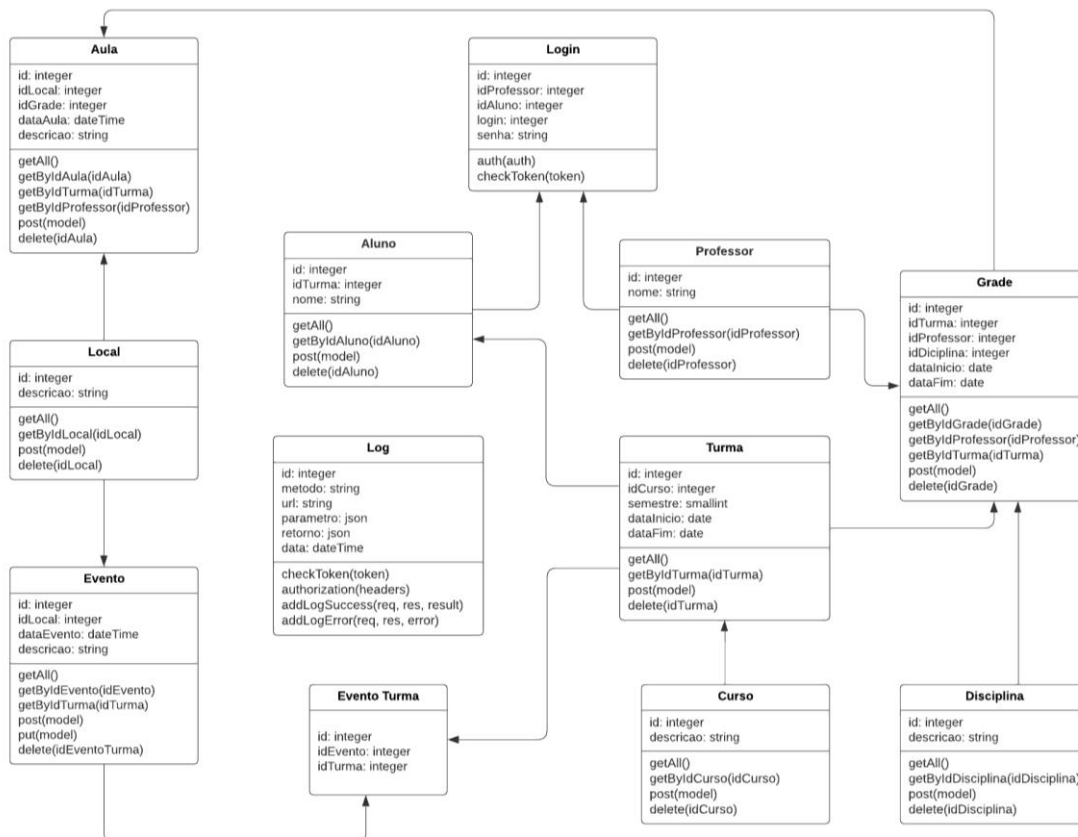 Aula
id: integer
idLocal: integer
idGrade: integer
dataAula: dateTime
descricao: string
getAll()
getByIdAula(idAula)
getByIdTurma(idTurma)
getByIdProfessor(idProfessor)
post(model)
delete(idAula)
Login
id: integer
idProfessor: integer
idAluno: integer
login: integer
senha: string
auth(auth)
checkToken(token)
Aluno
id: integer
idTurma: integer
nome: string
getAll()
getByIdAluno(idAluno)
post(model)
delete(idAluno)
Professor
id: integer
nome: string
getAll()
getByIdProfessor(idProfessor)
post(model)
delete(idProfessor)
Grade
id: integer
idTurma: integer
idProfessor: integer
idDiciplina: integer
dataInicio: date
dataFim: date
getAll()
getByIdGrade(idGrade)
getByIdProfessor(idProfessor)
getByIdTurma(idTurma)
post(model)
delete(idGrade)
Local
id: integer
descricao: string
getAll()
getByIdLocal(idLocal)
post(model)
delete(idLocal)
Log
id: integer
metodo: string
url: string
parametro: json
retorno: json
data: dateTime
checkToken(token)
authorization(headers)
addLogSuccess(req, res, result)
addLogError(req, res, error)
Turma
id: integer
idCurso: integer
semestre: smallint
dataInicio: date
dataFim: date
getAll()
getByIdTurma(idTurma)
post(model)
delete(idTurma)
Evento
id: integer
idLocal: integer
dataEvento: dateTime
descricao: string
getAll()
getByIdEvento(idEvento)
getByIdTurma(idTurma)
post(model)
put(model)
delete(idEventoTurma)
Evento Turma
id: integer
idEvento: integer
idTurma: integer
Curso
id: integer
descricao: string
getAll()
getByIdCurso(idCurso)
post(model)
delete(idCurso)
Disciplina
id: integer
descricao: string
getAll()
getByIdDisciplina(idDisciplina)
post(model)
delete(idDisciplina)